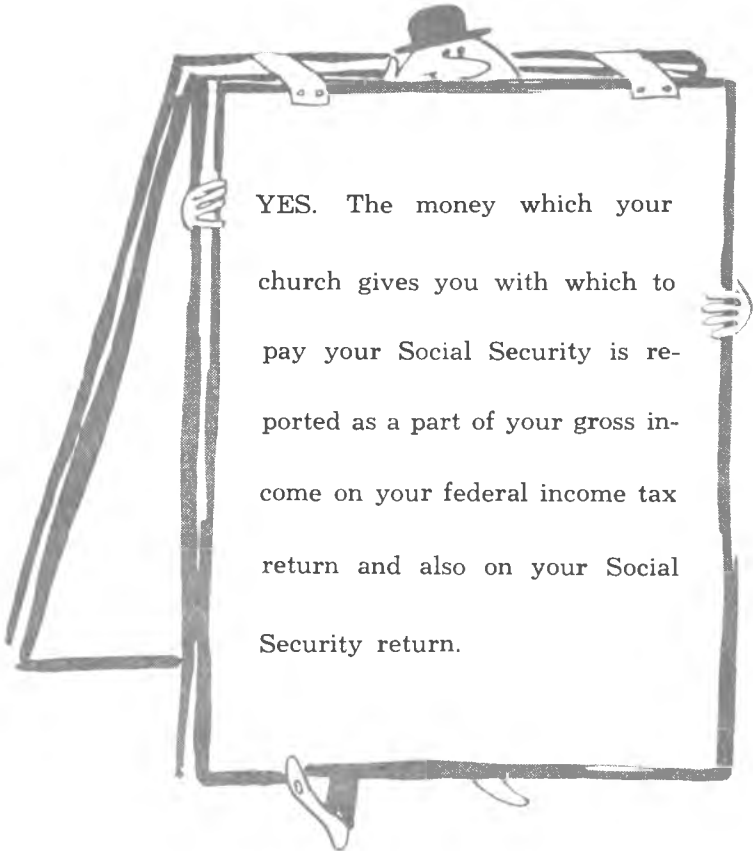 YES. The money which your
church gives you with which to
pay your Social Security is re-
ported as a part of your gross in-
come on your federal income tax
return and also on your Social
Security return.